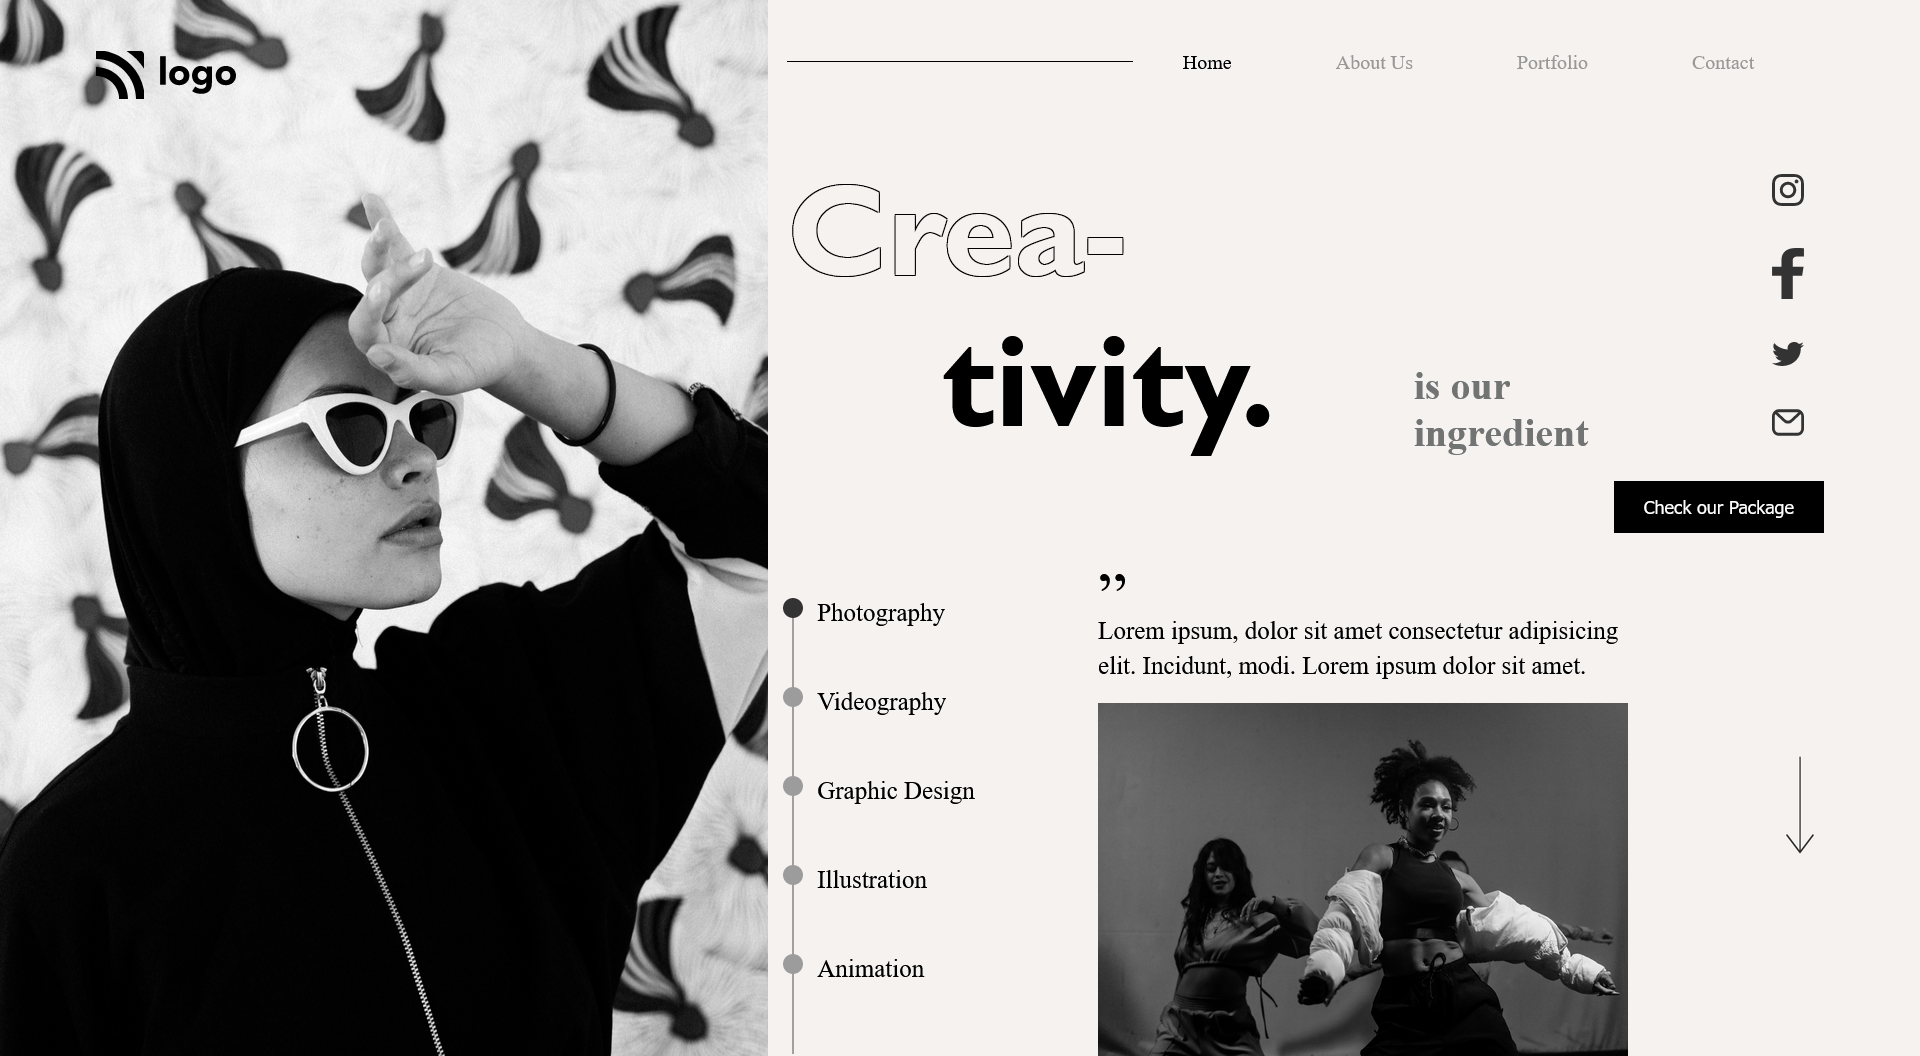 logo
Home
About Us
Portfolio
Contact
Crea-
tivity.
is our
ingredient
Check our Package
Photography
Videography
Graphic Design
Illustration
Animation
”
Lorem ipsum, dolor sit amet consectetur adipisicing
elit. Incidunt, modi. Lorem ipsum dolor sit amet.